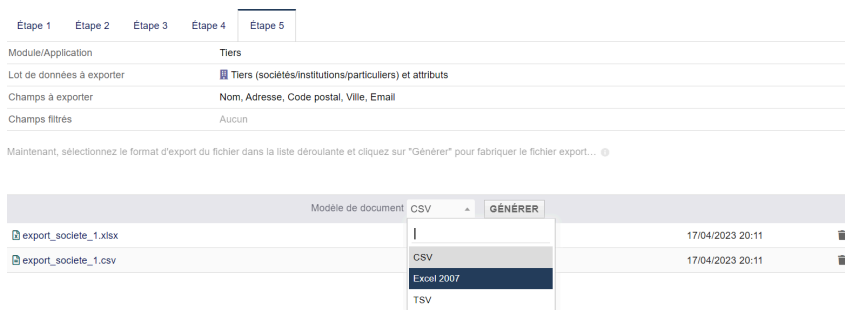 Étape 1 Étape 2 Étape 3 Étape 4 Étape 5
Module/Application Tiers
Lot de données à exporter Tiers (sociétés/institutions/particuliers) et attributs
Champs à exporter Nom, Adresse, Code postal, Ville, Email
Champs filtrés Aucun
Maintenant, sélectionnez le format d'export du fichier dans la liste déroulante et cliquez sur "Générer" pour fabriquer le fichier export...
Modèle de document CSV GÉNÉRER
export_societe_1.xlsx 17/04/2023 20:11
CSV
export_societe_1.csv 17/04/2023 20:11
Excel 2007
TSV